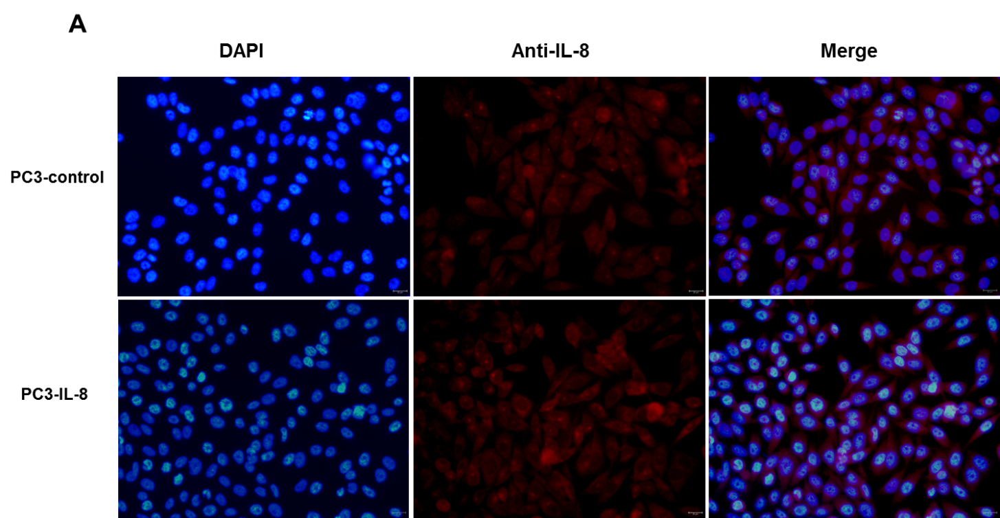 A
DAPI
Anti-IL-8
Merge
PC3-control
PC3-IL-8